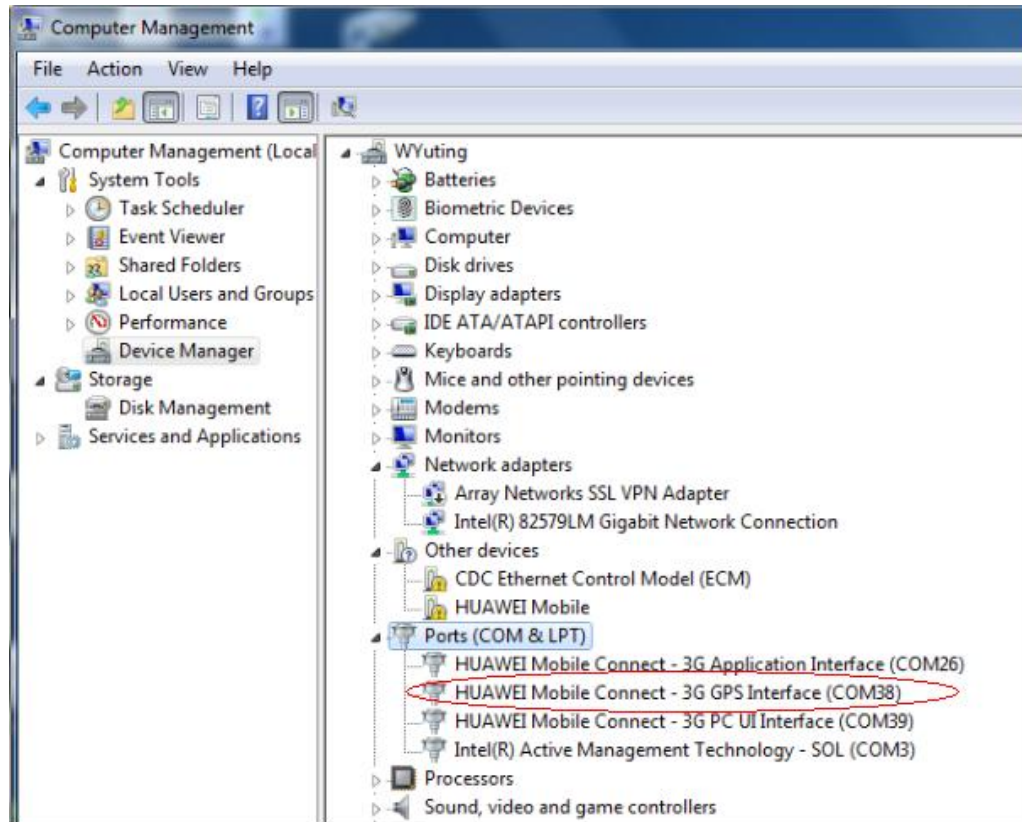 Computer Management
File Action View Help
Computer Management (Local
System Tools
Task Scheduler
Event Viewer
Shared Folders
Local Users and Groups
Performance
Device Manager
Storage
Disk Management
Services and Applications
WYuting
Batteries
Biometric Devices
Computer
Disk drives
Display adapters
IDE ATA/ATAPI controllers
Keyboards
Mice and other pointing devices
Modems
Monitors
Network adapters
Array Networks SSL VPN Adapter
Intel(R) 82579LM Gigabit Network Connection
Other devices
CDC Ethernet Control Model (ECM)
HUAWEI Mobile
Ports (COM & LPT)
HUAWEI Mobile Connect - 3G Application Interface (COM26)
HUAWEI Mobile Connect - 3G GPS Interface (COM38)
HUAWEI Mobile Connect - 3G PC UI Interface (COM39)
Intel(R) Active Management Technology - SOL (COM3)
Processors
Sound, video and game controllers